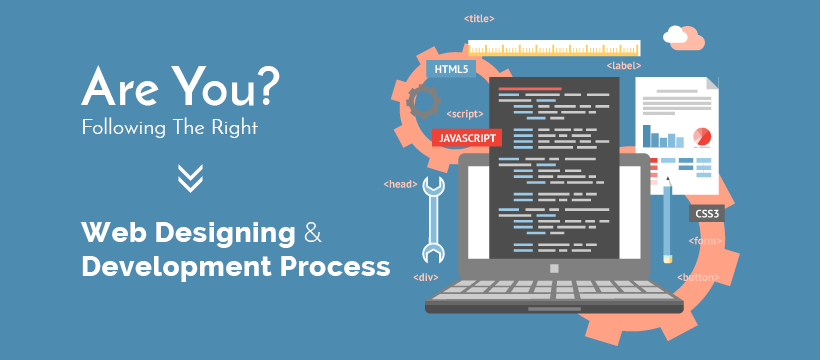 Are You?
Following The Right
Web Designing &
Development Process
<title>
<label>
HTML5
<script>
JAVASCRIPT
<head>
CSS3
<form>
<div>
<button>